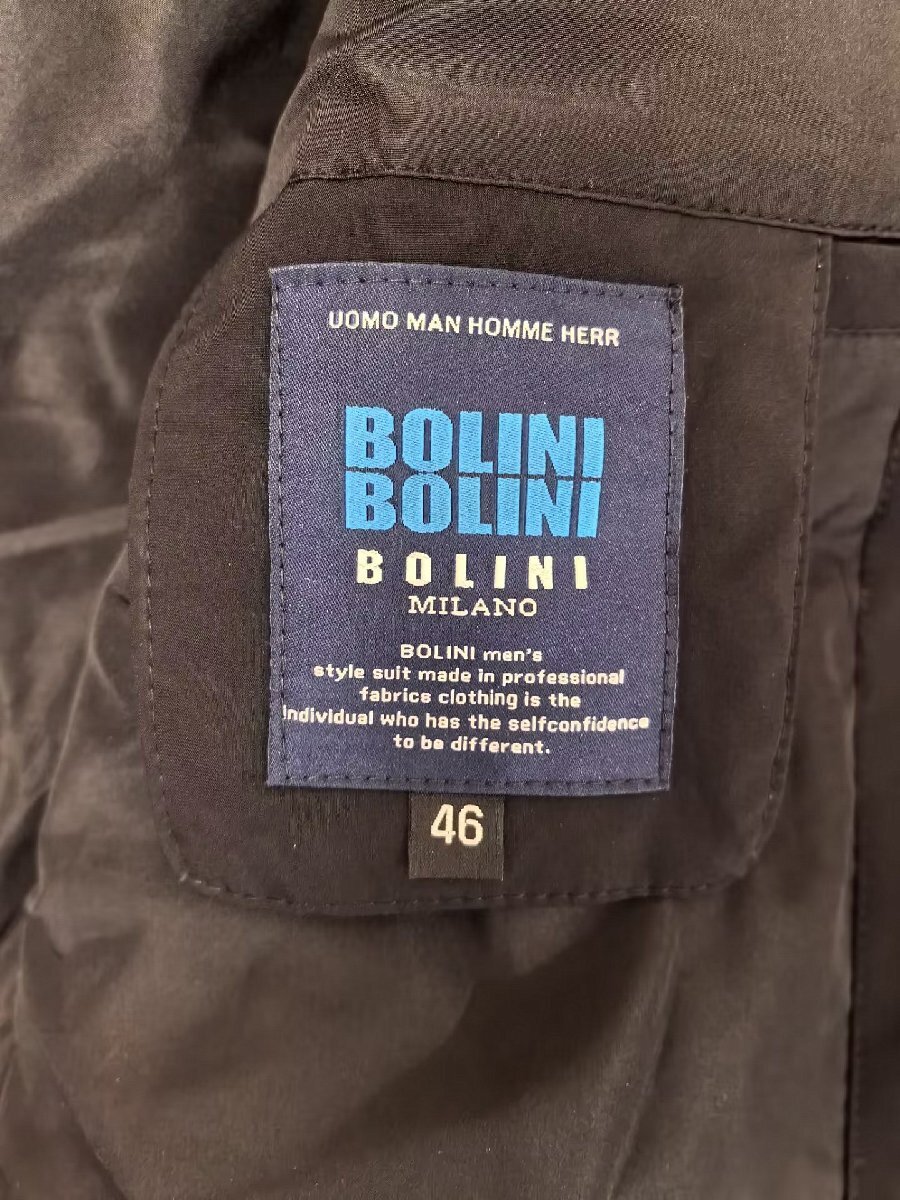 UOMO MAN HOMME HERR
BOLINI
BOLINI
BOLINI
MILANO
BOLINI men's
style suit made in professional
fabrics clothing is the
individual who has the selfconfidence
to be different.
46